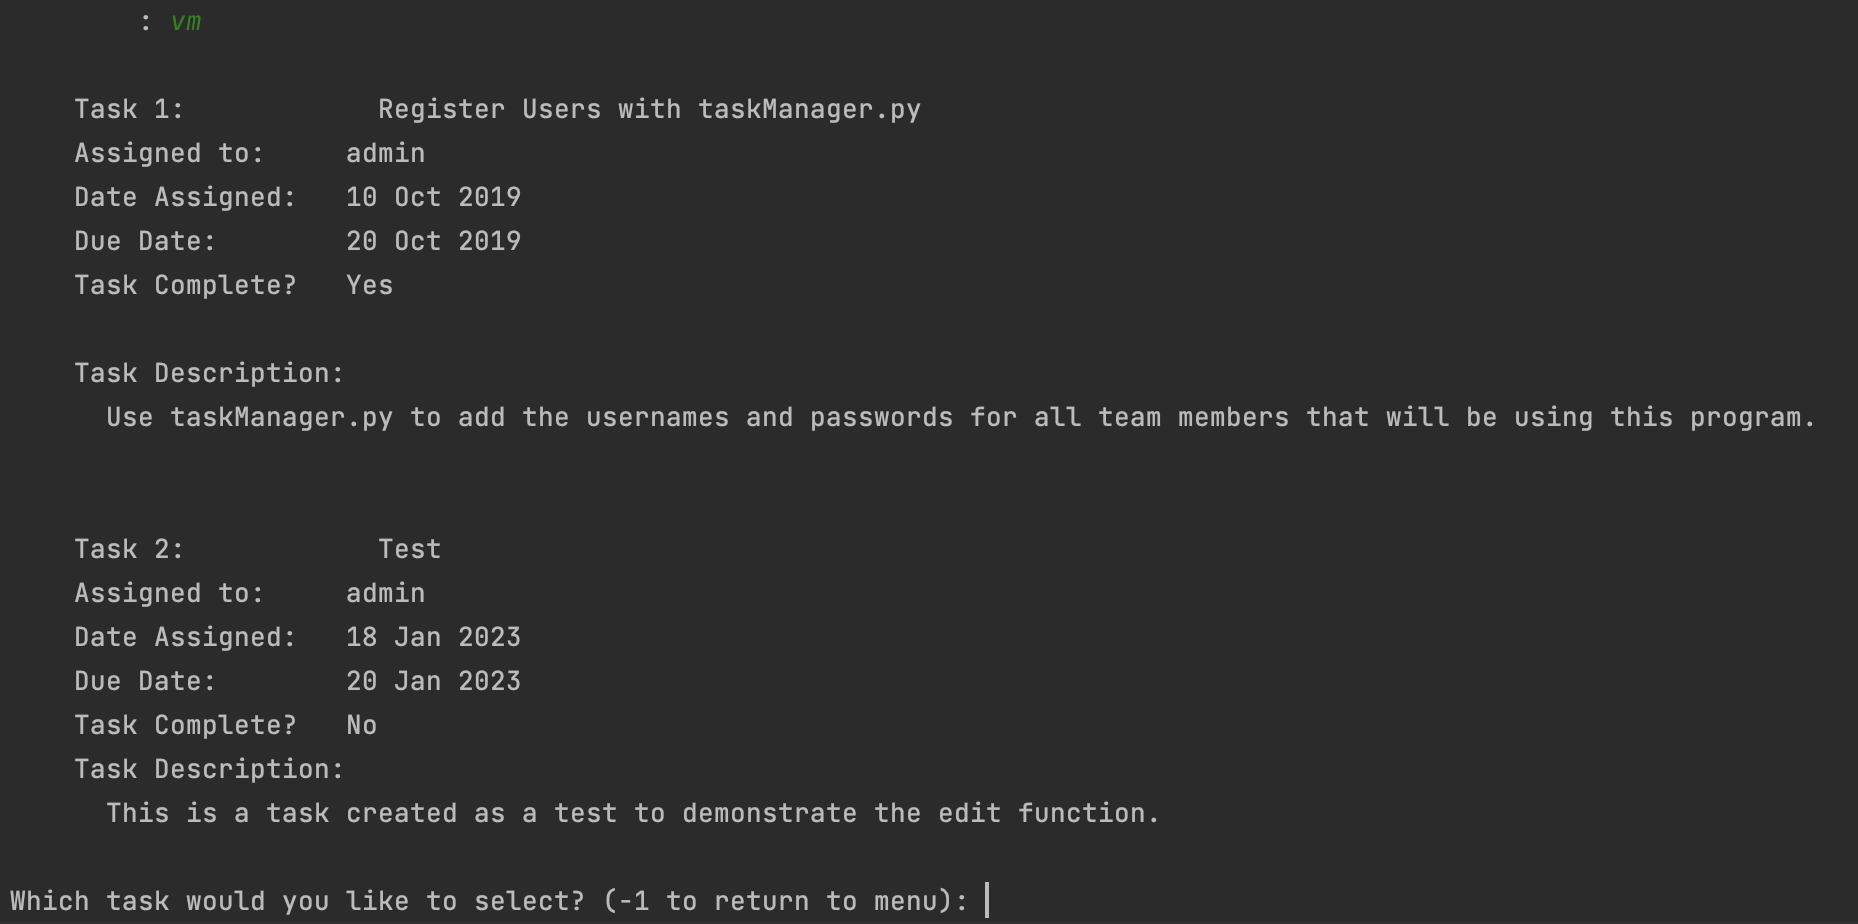 : vm
Task 1: Register Users with taskManager.py
Assigned to: admin
Date Assigned: 10 Oct 2019
Due Date: 20 Oct 2019
Task Complete? Yes
Task Description:
Use taskManager.py to add the usernames and passwords for all team members that will be using this program.
Task 2: Test
Assigned to: admin
Date Assigned: 18 Jan 2023
Due Date: 20 Jan 2023
Task Complete? No
Task Description:
This is a task created as a test to demonstrate the edit function.
Which task would you like to select? (-1 to return to menu):